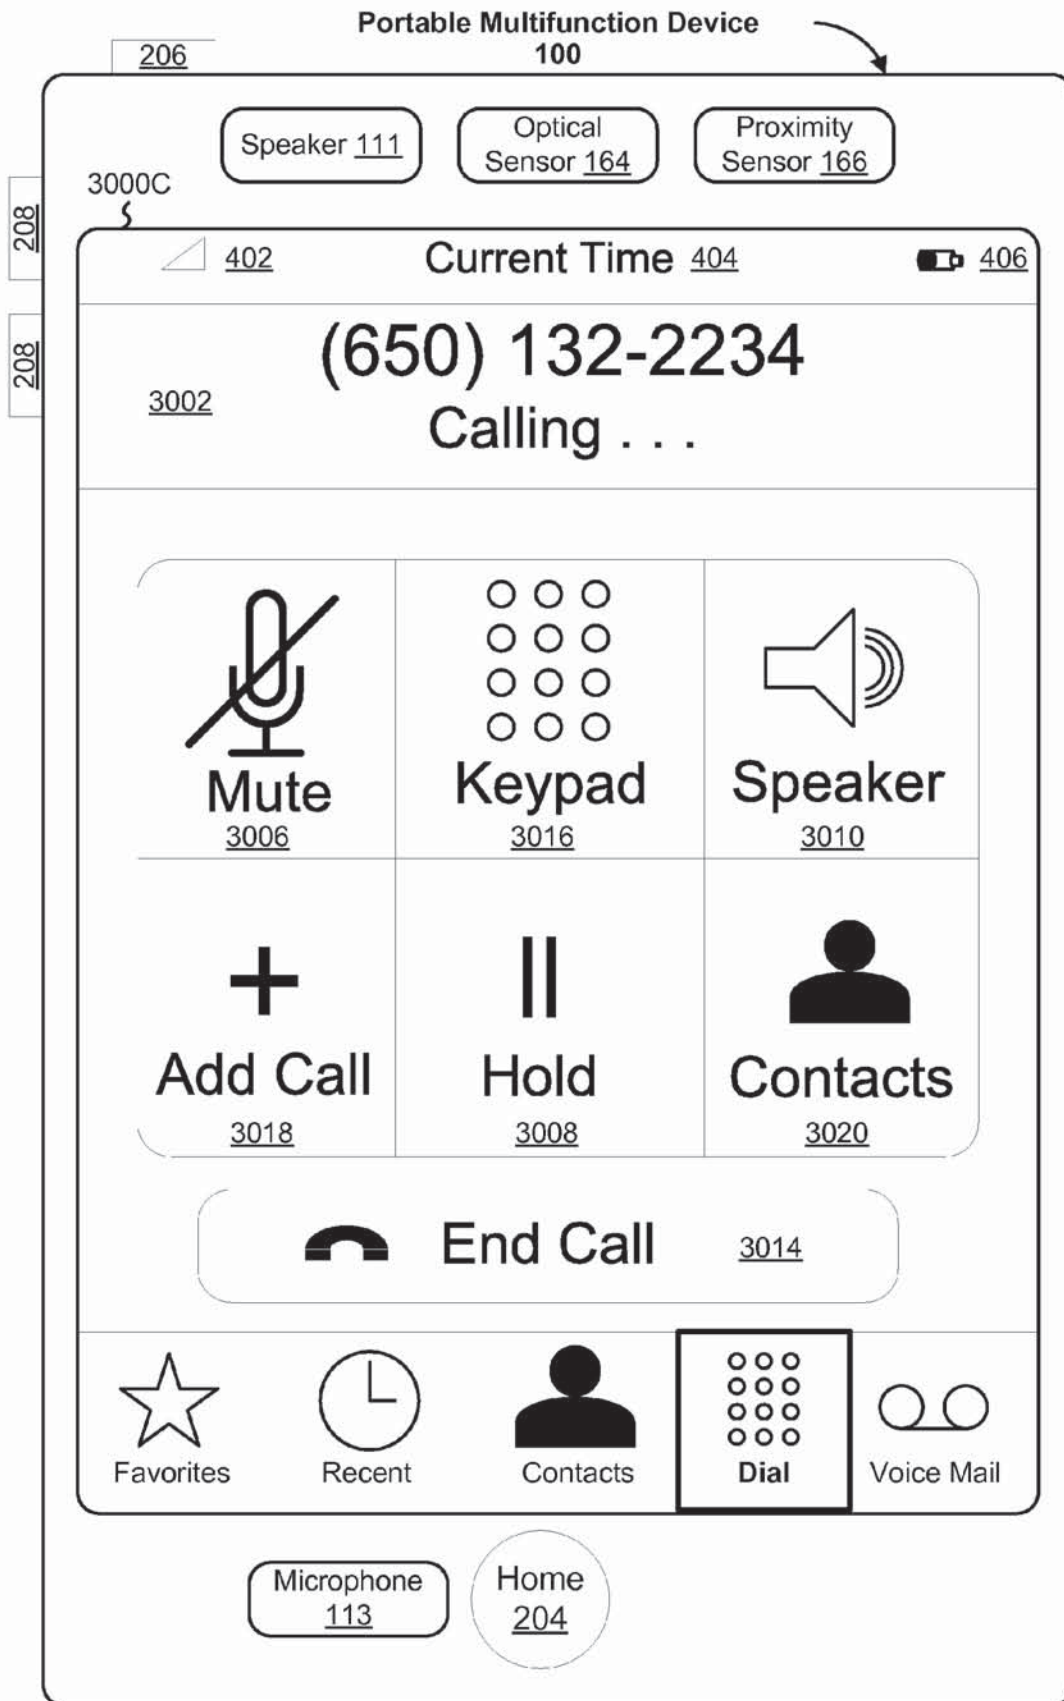 Portable Multifunction Device
100
206
Speaker 111
Optical
Sensor 164
Proximity
Sensor 166
3000C
208
208
402
Current Time 404
406
(650) 132-2234
3002
Calling . . .
Mute
3006
Keypad
3016
Speaker
3010
Add Call
3018
Hold
3008
Contacts
3020
End Call
3014
Favorites
Recent
Contacts
Dial
Voice Mail
Microphone
113
Home
204